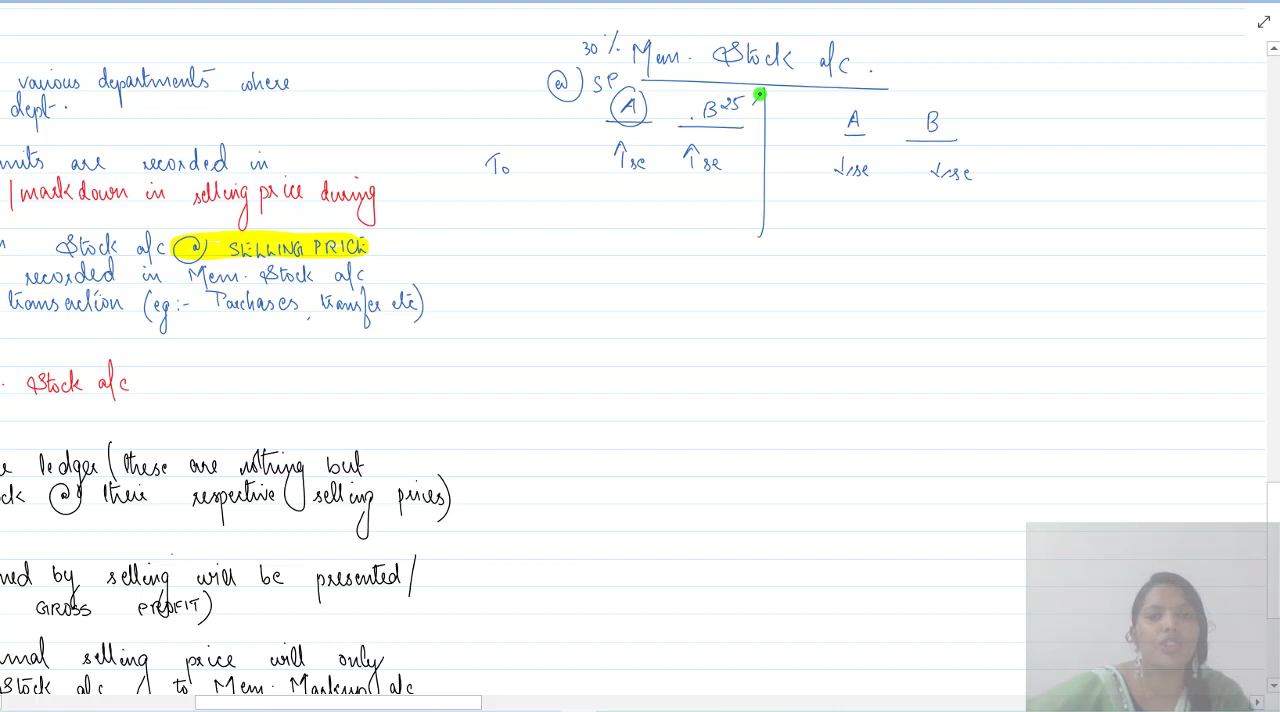 various departments where
dept.
mits are recorded in
/markdown in selling price during
Stock a/c @ SELLING PRICE
recorded in Mem. Stock a/c
transaction (eg:- Purchases, transfer etc)
. Stock a/c
ledger (these are nothing but
ck @ their respective selling prices)
ned by selling will be presented/
GROSS PROFIT)
rmal selling price will only
Stock a/c / to Mem. Markup a/c
30% Mem. Stock a/c.
@ SP
A B 25% A B
To ↑se ↑se ↓se ↓se